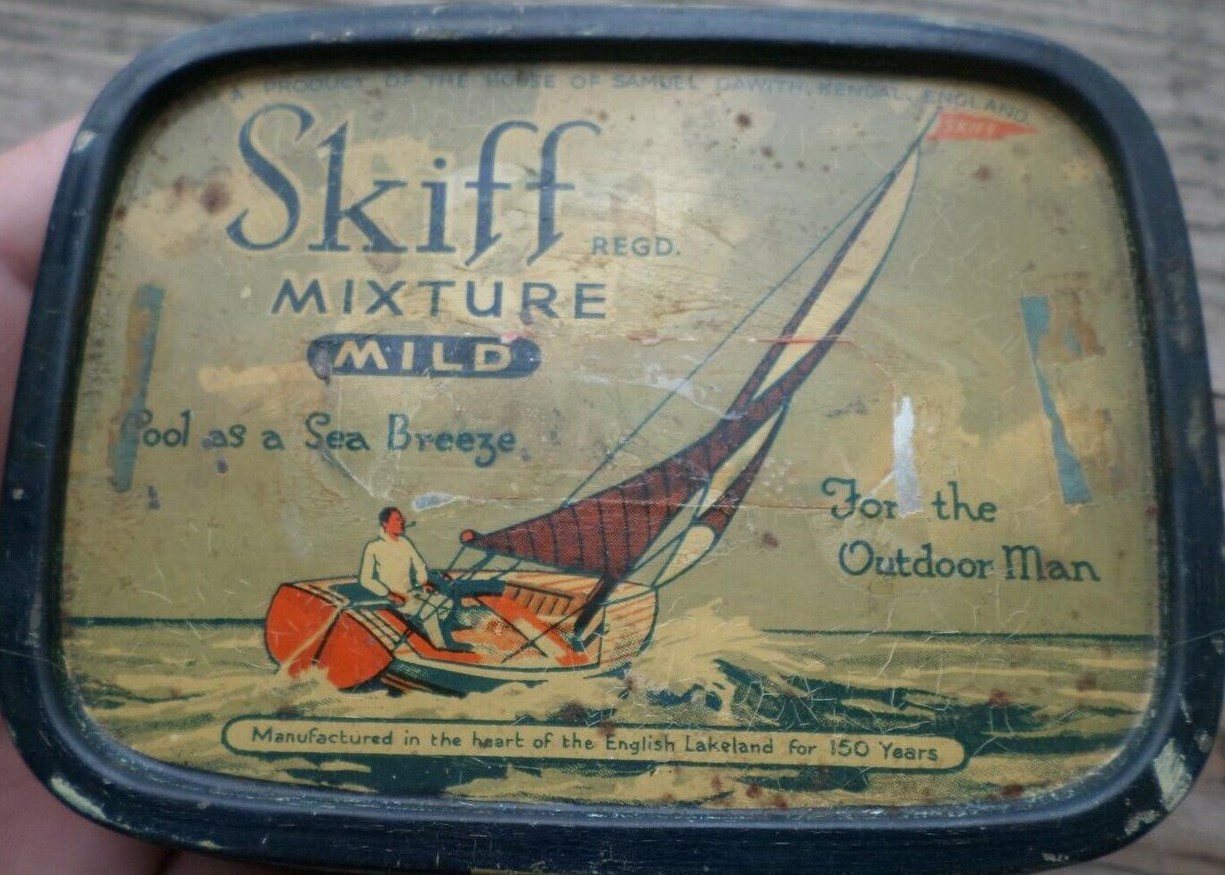 A PRODUCT OF THE HOUSE OF SAMUEL GAWITH, KENDAL, ENGLAND
SKIFF
Skiff REGD.
MIXTURE
MILD
Cool as a Sea Breeze
For the
Outdoor Man
Manufactured in the heart of the English Lakeland for 150 Years